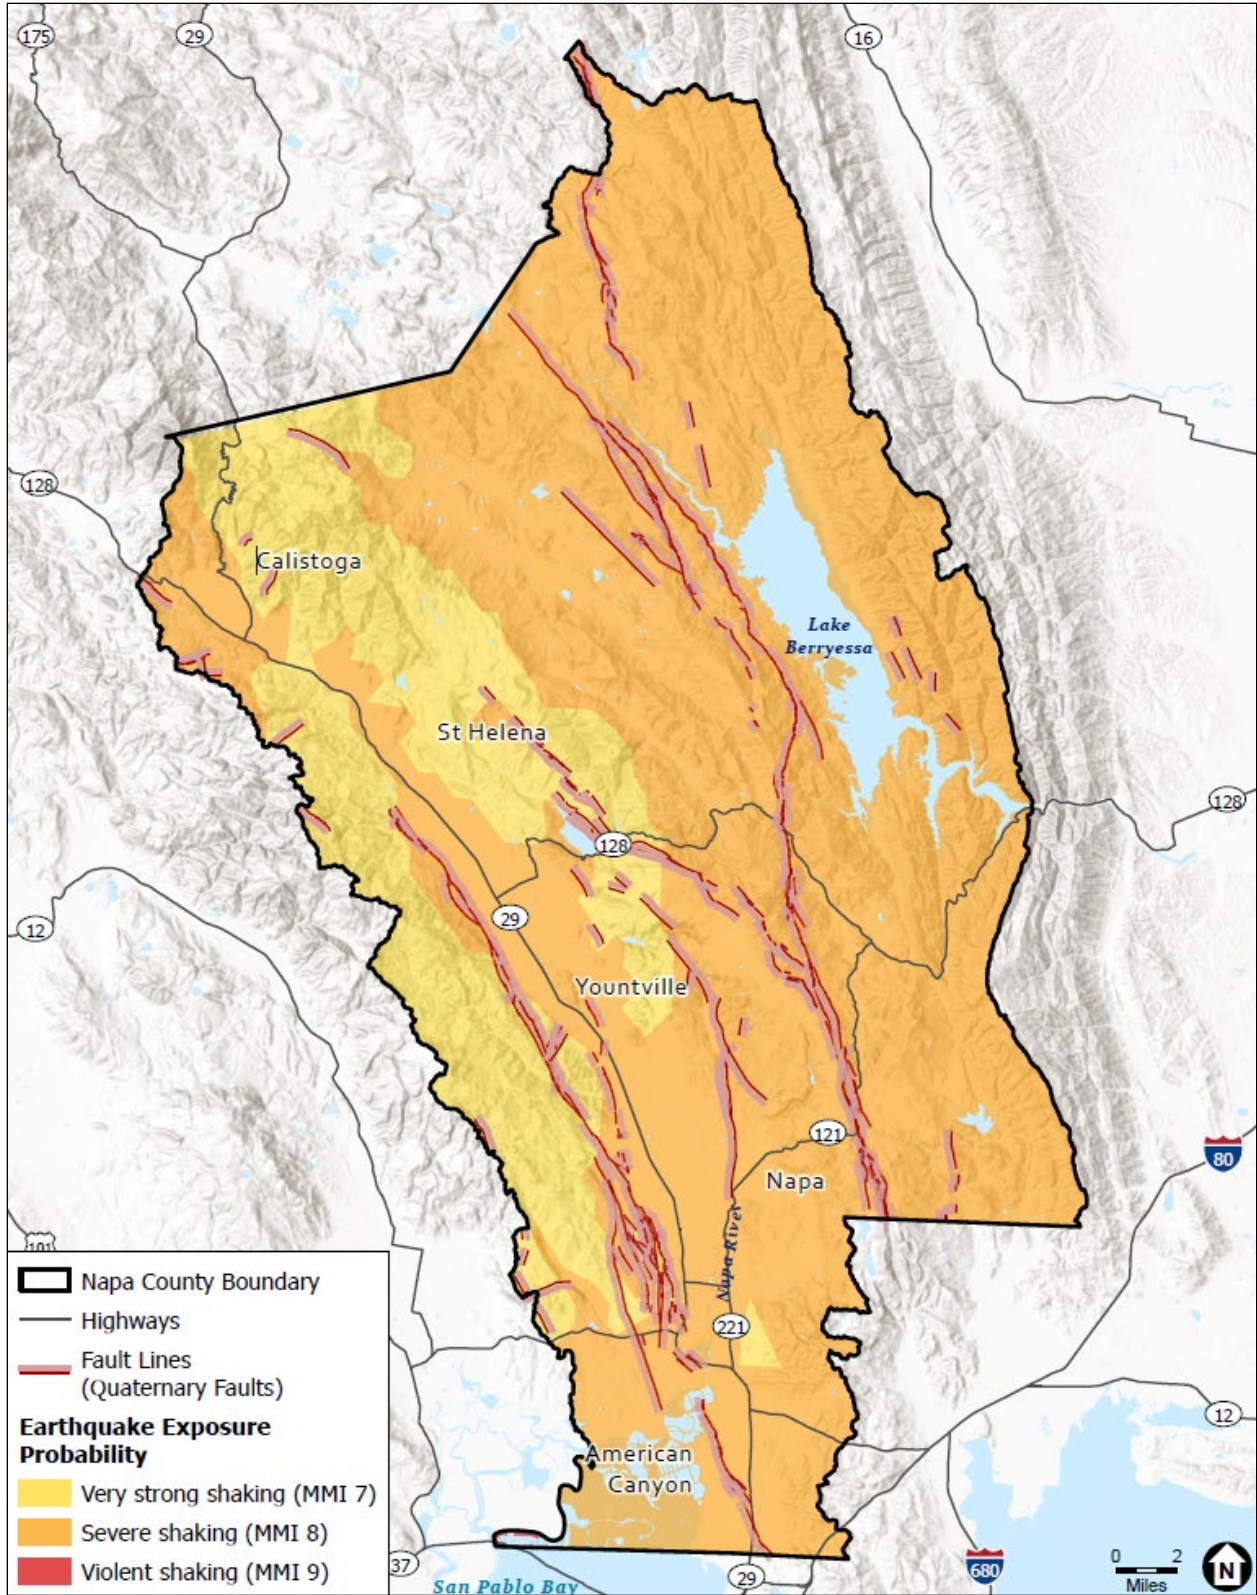 175
29
16
128
Calistoga
Lake
Berryessa
St Helena
128
128
29
12
Yountville
121
80
Napa
Napa River
101
221
12
American
Canyon
37
29
680
San Pablo Bay
Napa County Boundary
Highways
Fault Lines
(Quaternary Faults)
Earthquake Exposure
Probability
Very strong shaking (MMI 7)
Severe shaking (MMI 8)
Violent shaking (MMI 9)
0 2
Miles
N